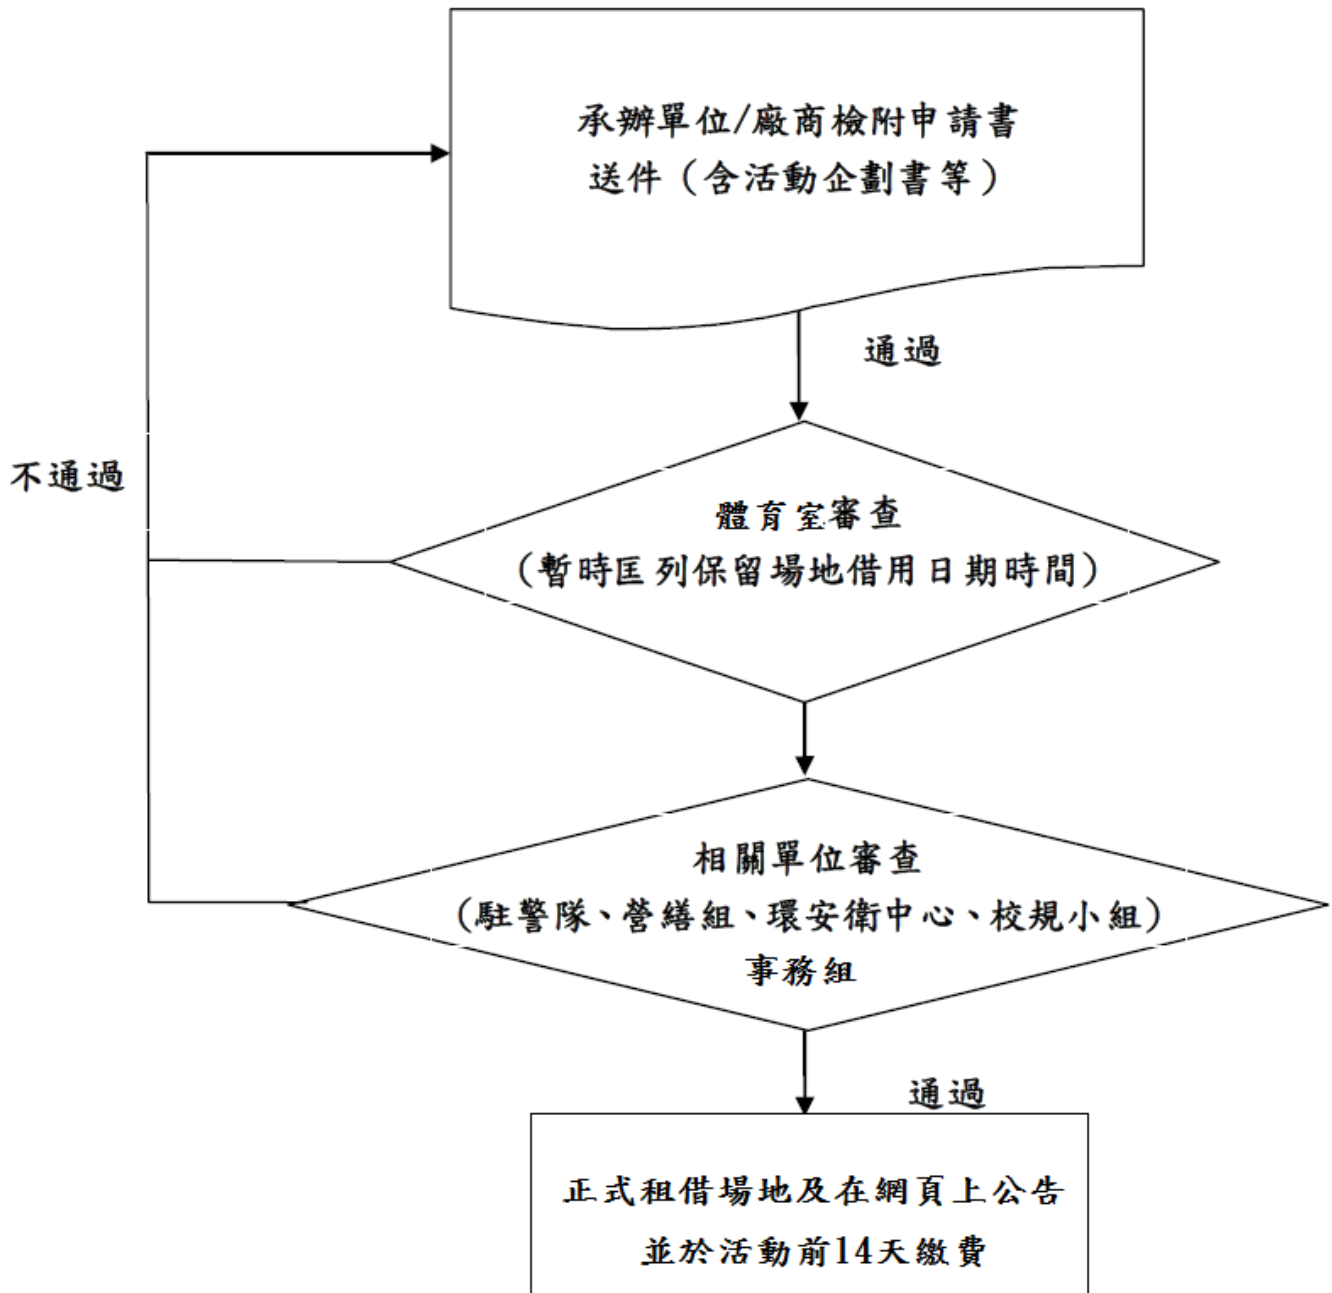 承辦單位/廠商檢附申請書
送件（含活動企劃書等）
通過
不通過
體育室審查
(暫時匡列保留場地借用日期時間)
相關單位審查
(駐警隊、營繕組、環安衛中心、校規小組)
事務組
通過
正式租借場地及在網頁上公告
並於活動前14天繳費